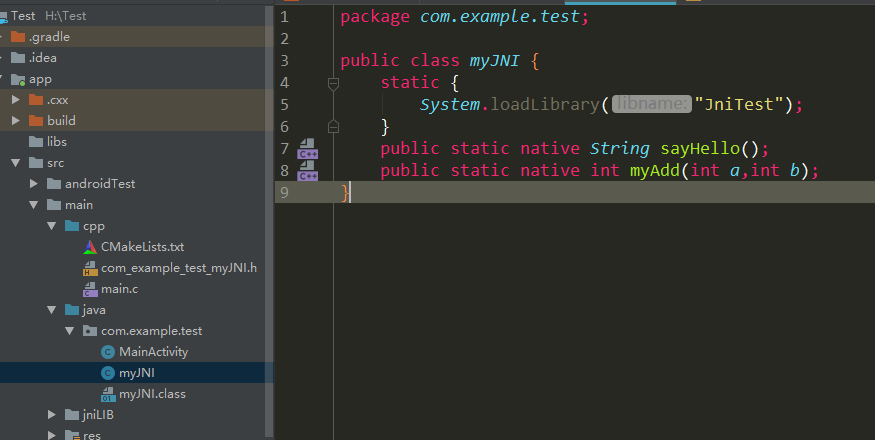 Test H:\Test
.gradle
.idea
app
.cxx
build
libs
src
androidTest
main
cpp
CMakeLists.txt
com_example_test_myJNI.h
main.c
java
com.example.test
MainActivity
myJNI
myJNI.class
jniLIB
res
1 package com.example.test;
2
3 public class myJNI {
4 static {
5 System.loadLibrary( libname: "JniTest");
6 }
7 public static native String sayHello();
8 public static native int myAdd(int a,int b);
9 }